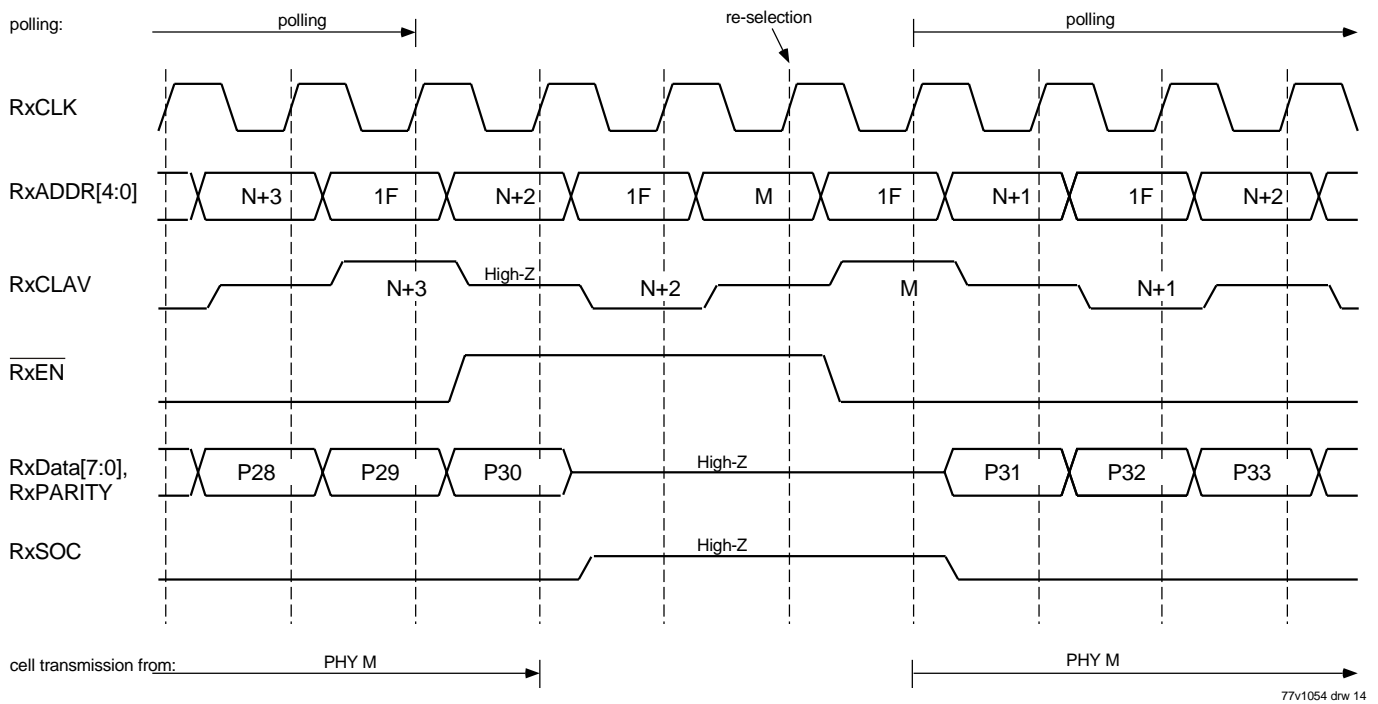 polling:
polling
re-selection
polling
RxCLK
RxADDR[4:0]
N+3
1F
N+2
1F
M
1F
N+1
1F
N+2
RxCLAV
N+3
High-Z
N+2
M
N+1
RxEN
RxData[7:0],
RxPARITY
P28
P29
P30
High-Z
P31
P32
P33
RxSOC
High-Z
cell transmission from:
PHY M
PHY M
77v1054 drw 14